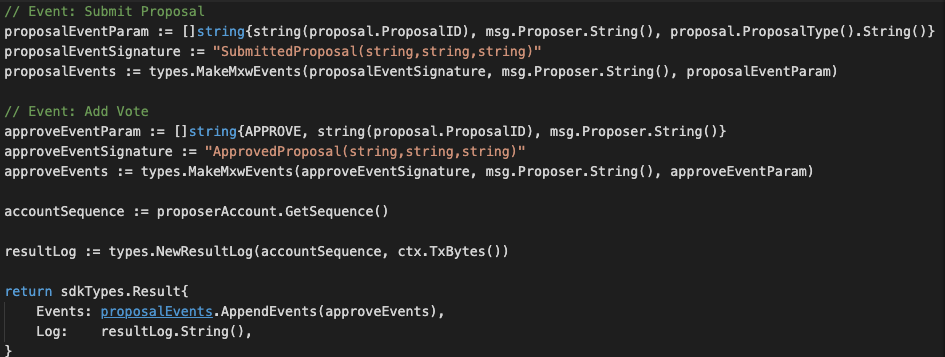 // Event: Submit Proposal
proposalEventParam := []string{string(proposal.ProposalID), msg.Proposer.String(), proposal.ProposalType().String()}
proposalEventSignature := "SubmittedProposal(string,string,string)"
proposalEvents := types.MakeMxwEvents(proposalEventSignature, msg.Proposer.String(), proposalEventParam)
// Event: Add Vote
approveEventParam := []string{APPROVE, string(proposal.ProposalID), msg.Proposer.String()}
approveEventSignature := "ApprovedProposal(string,string,string)"
approveEvents := types.MakeMxwEvents(approveEventSignature, msg.Proposer.String(), approveEventParam)
accountSequence := proposerAccount.GetSequence()
resultLog := types.NewResultLog(accountSequence, ctx.TxBytes())
return sdkTypes.Result{
    Events: proposalEvents.AppendEvents(approveEvents),
    Log:    resultLog.String(),
}